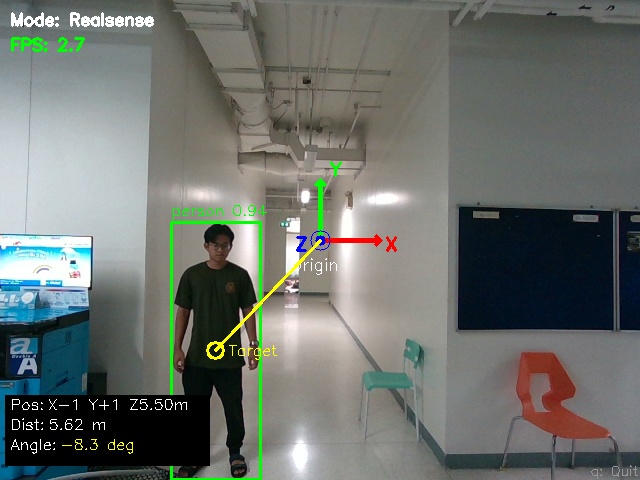 Mode: Realsense
FPS: 2.7
person 0.94
Y
Z
X
Origin
Target
a
A
Double A
Pos: X-1 Y+1 Z5.50m
Dist: 5.62 m
Angle: -8.3 deg
q: Quit